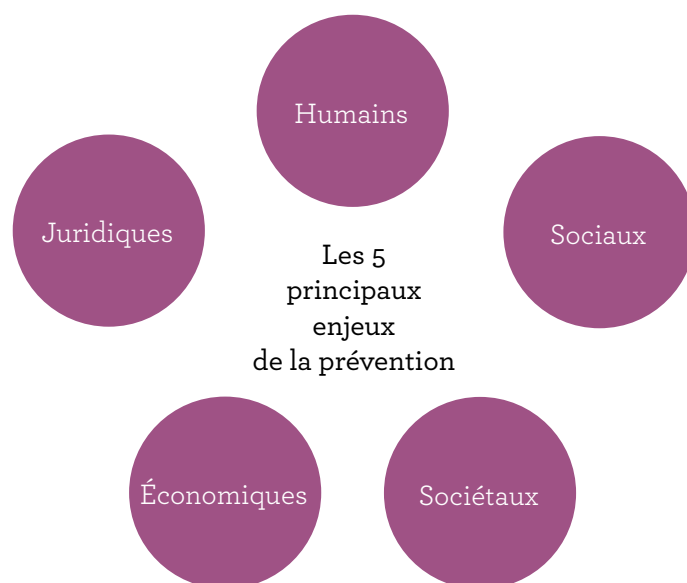 Humains
Juridiques
Sociaux
Les 5
principaux
enjeux
de la prévention
Économiques
Sociétaux